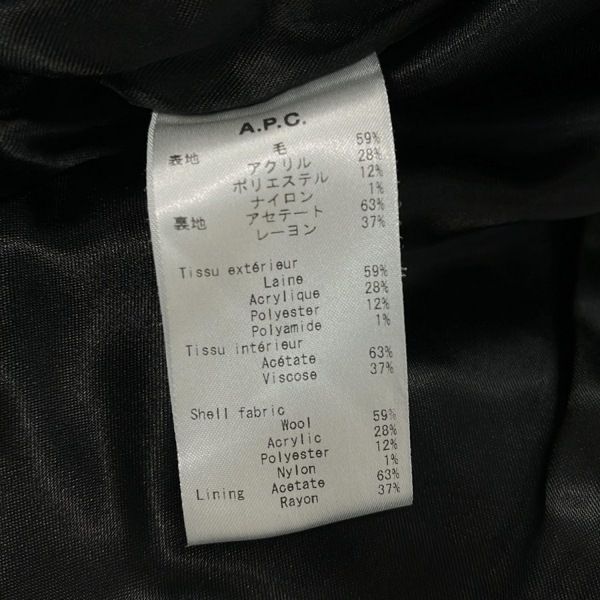 A.P.C.
表地 毛 59%
アクリル 28%
ポリエステル 12%
ナイロン 1%
裏地 アセテート 63%
レーヨン 37%
Tissu extérieur
Laine 59%
Acrylique 28%
Polyester 12%
Polyamide 1%
Tissu intérieur
Acétate 63%
Viscose 37%
Shell fabric
Wool 59%
Acrylic 28%
Polyester 12%
Nylon 1%
Lining Acetate 63%
Rayon 37%